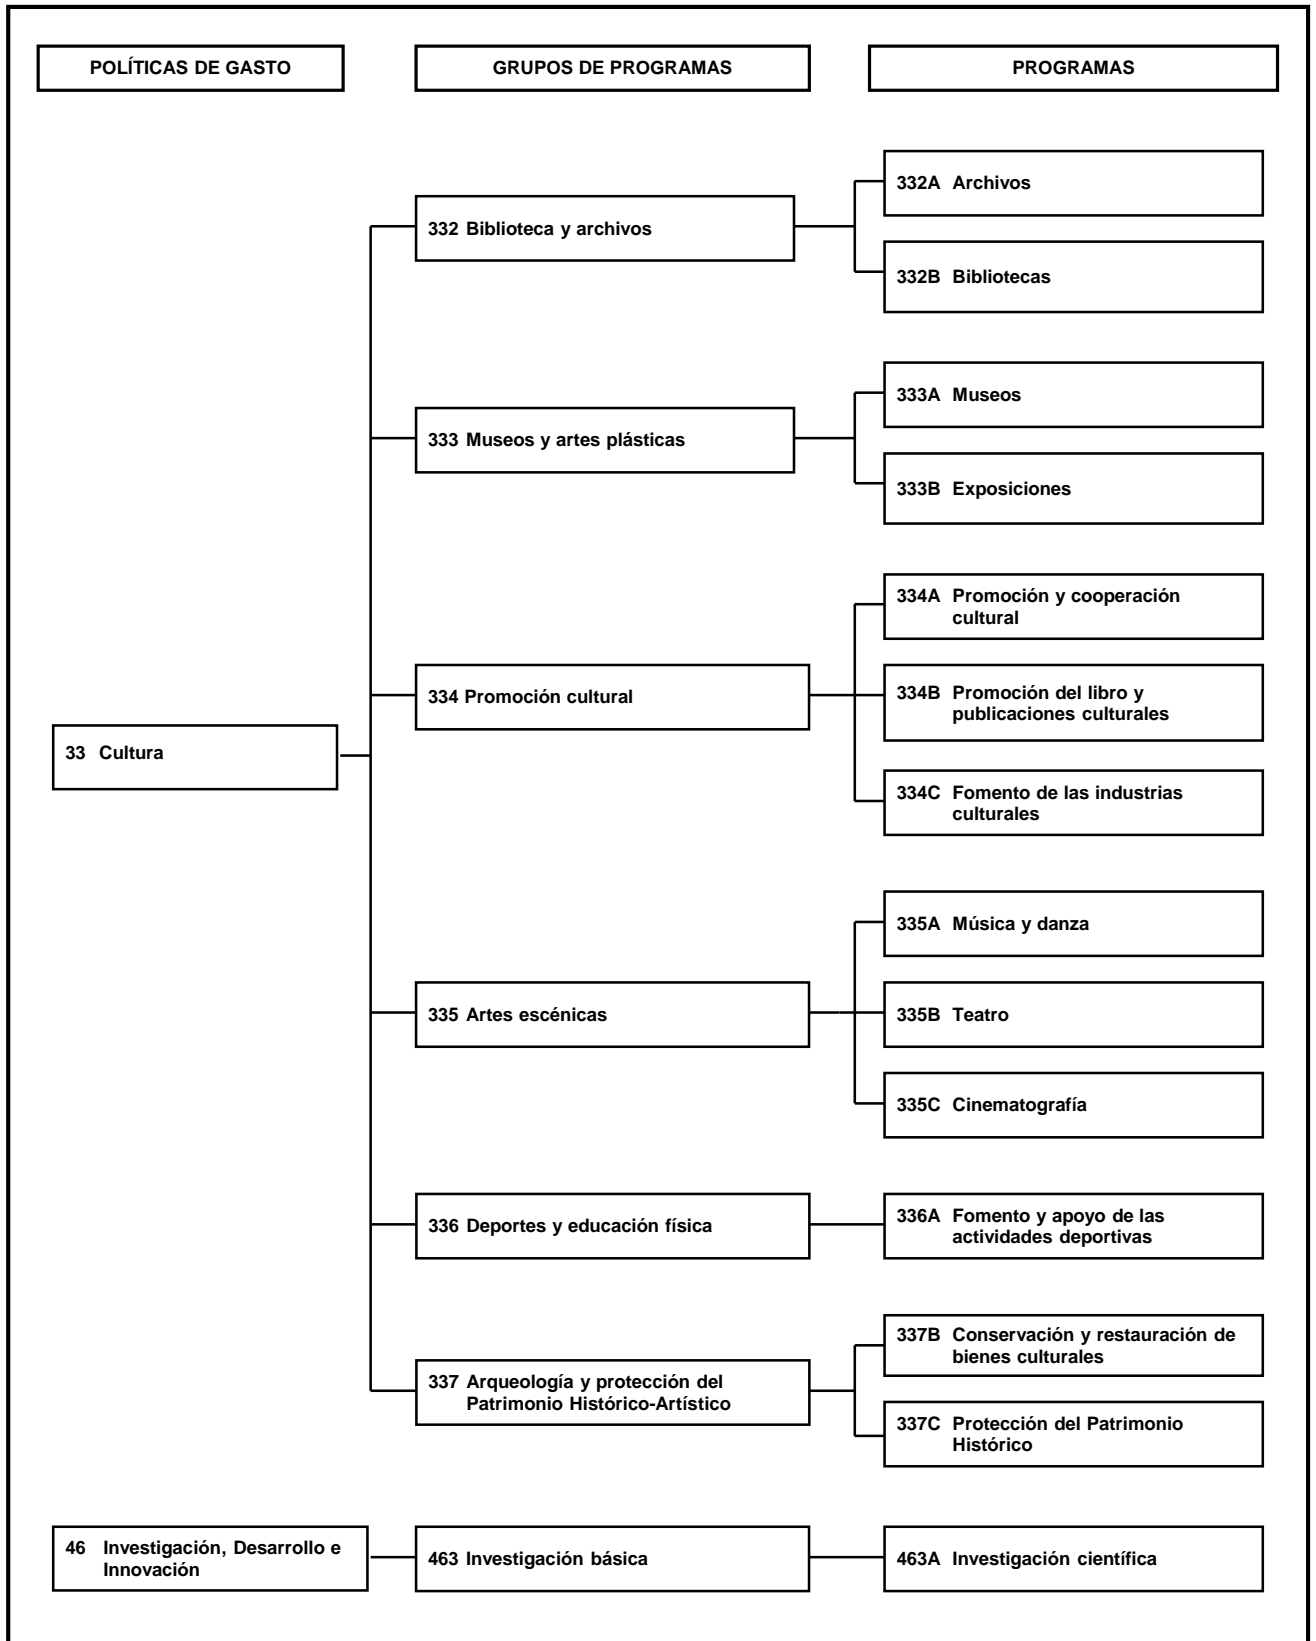 POLÍTICAS DE GASTO
GRUPOS DE PROGRAMAS
PROGRAMAS
33 Cultura
332 Biblioteca y archivos
332A Archivos
332B Bibliotecas
333 Museos y artes plásticas
333A Museos
333B Exposiciones
334 Promoción cultural
334A Promoción y cooperación
cultural
334B Promoción del libro y
publicaciones culturales
334C Fomento de las industrias
culturales
335 Artes escénicas
335A Música y danza
335B Teatro
335C Cinematografía
336 Deportes y educación física
336A Fomento y apoyo de las
actividades deportivas
337 Arqueología y protección del
Patrimonio Histórico-Artístico
337B Conservación y restauración de
bienes culturales
337C Protección del Patrimonio
Histórico
46 Investigación, Desarrollo e
Innovación
463 Investigación básica
463A Investigación científica